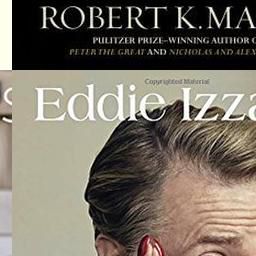 ROBERT K. MA
PULITZER PRIZE–WINNING AUTHOR O
PETER THE GREAT AND NICHOLAS AND ALEX
Copyrighted Material
Eddie Izza